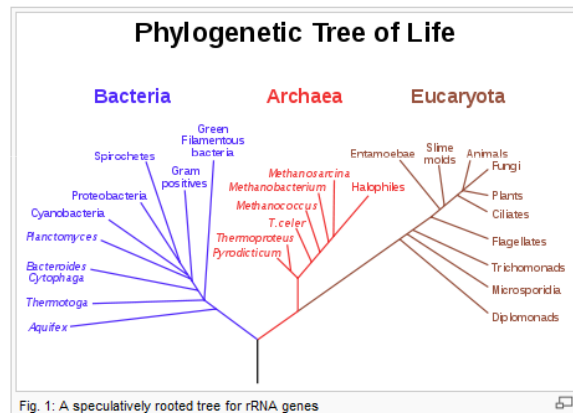 Phylogenetic Tree of Life
Bacteria
Archaea
Eucaryota
Green
Filamentous
bacteria
Spirochetes
Gram
positives
Proteobacteria
Cyanobacteria
Planctomyces
Bacteroides
Cytophaga
Thermotoga
Aquifex
Methanosarcina
Methanobacterium
Halophiles
Methanococcus
T.celer
Thermoproteus
Pyrodicticum
Entamoebae
Slime
molds
Animals
Fungi
Plants
Ciliates
Flagellates
Trichomonads
Microsporidia
Diplomonads
Fig. 1: A speculatively rooted tree for rRNA genes